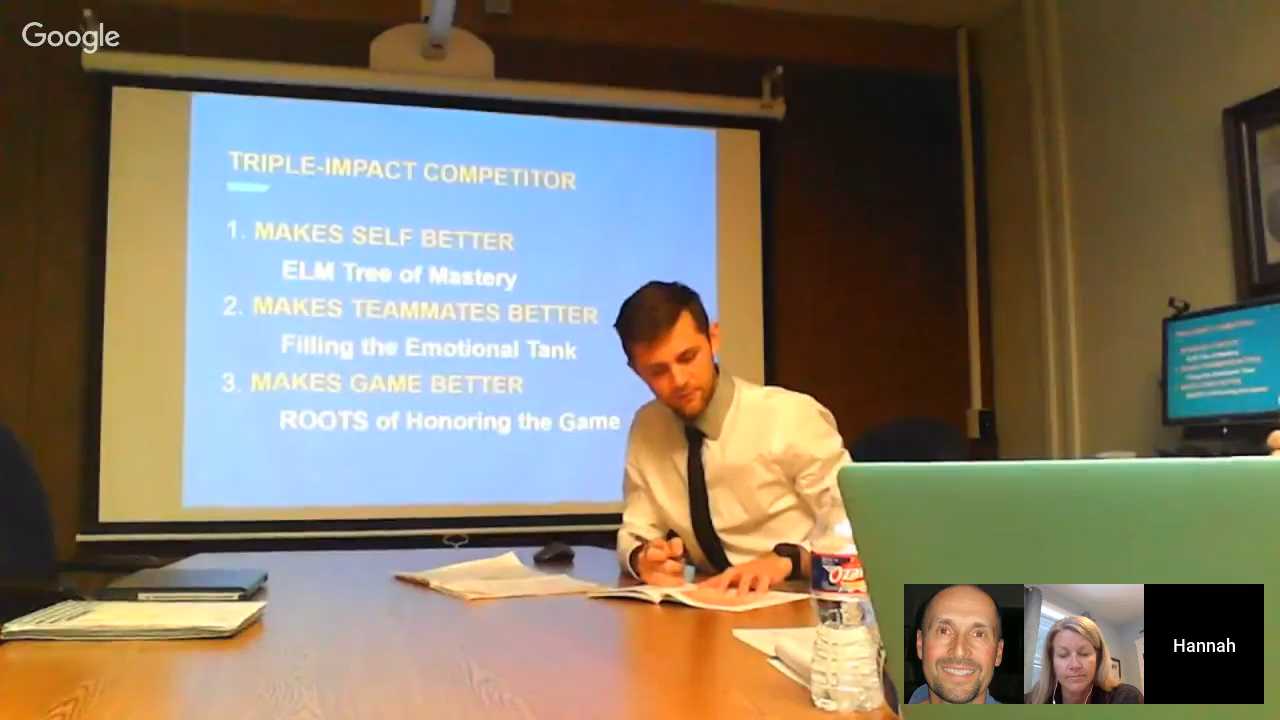 Google
TRIPLE-IMPACT COMPETITOR
1. MAKES SELF BETTER
ELM Tree of Mastery
2. MAKES TEAMMATES BETTER
Filling the Emotional Tank
3. MAKES GAME BETTER
ROOTS of Honoring the Game
Oza
Hannah